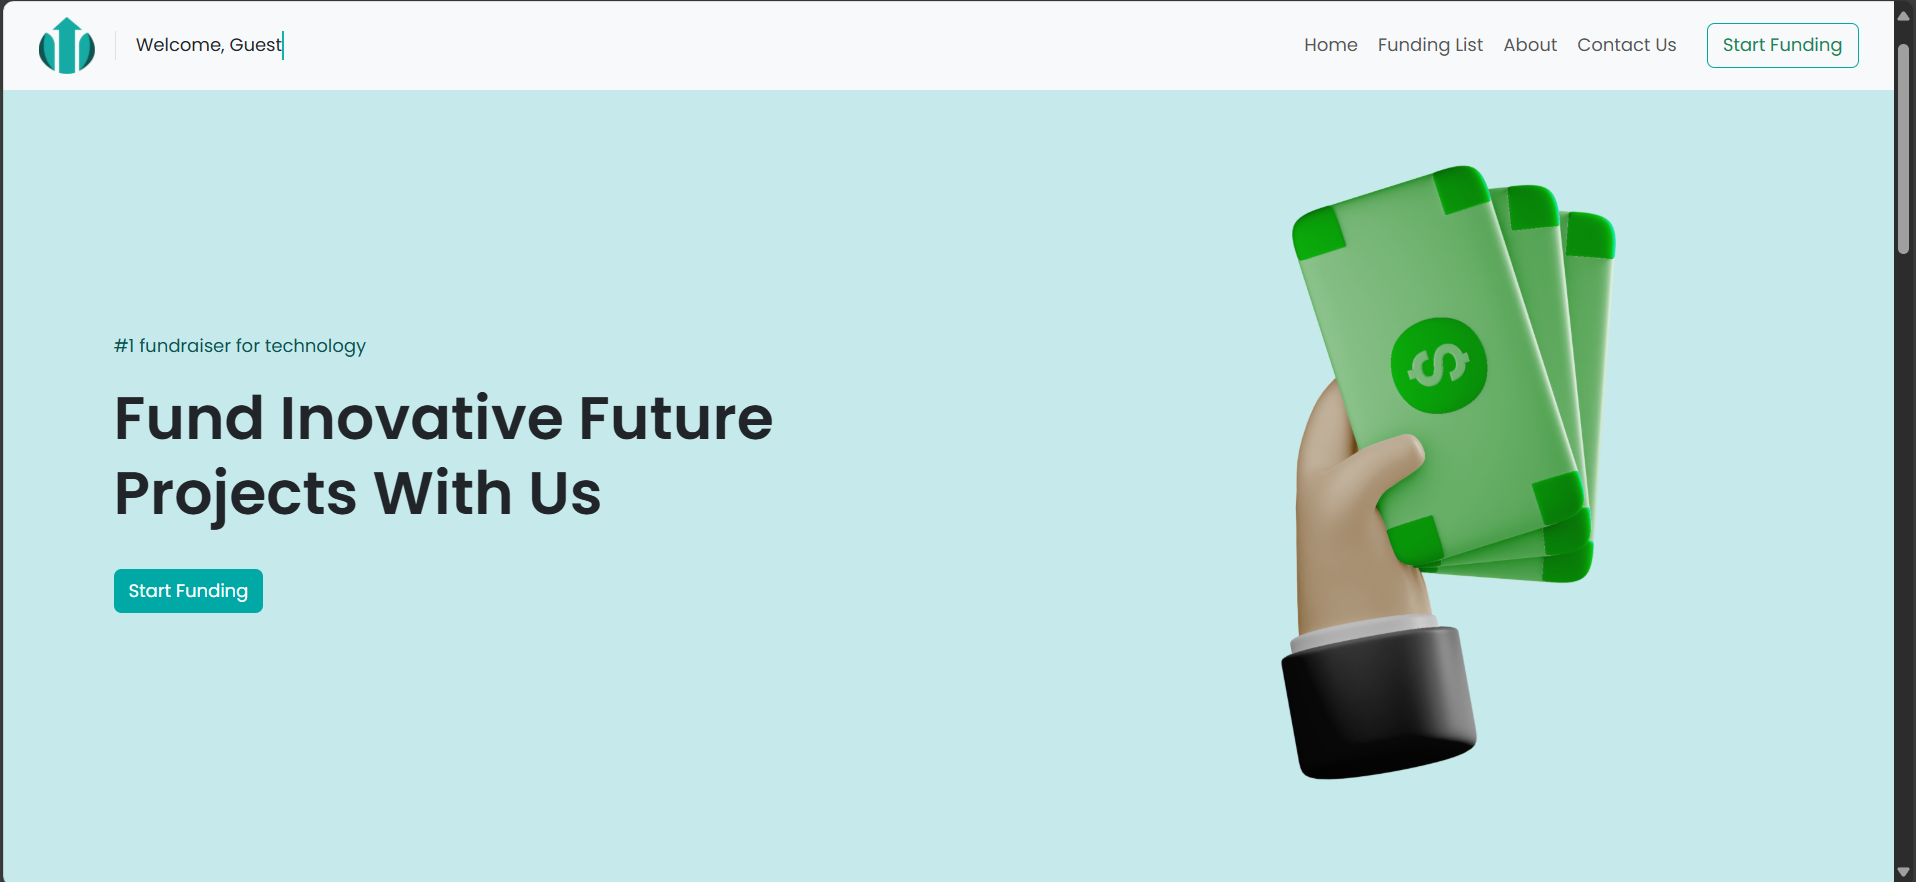 Welcome, Guest
Home
Funding List
About
Contact Us
Start Funding
#1 fundraiser for technology
Fund Inovative Future
Projects With Us
Start Funding
$